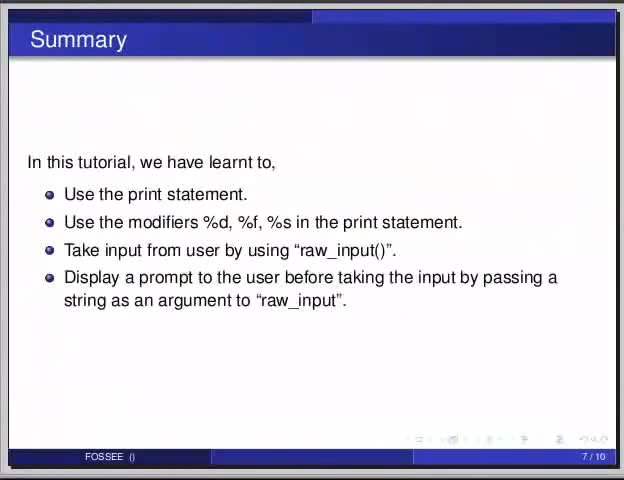 Summary
In this tutorial, we have learnt to,
Use the print statement.
Use the modifiers %d, %f, %s in the print statement.
Take input from user by using “raw_input()”.
Display a prompt to the user before taking the input by passing a
string as an argument to “raw_input”.
FOSSEE ()
7 / 10